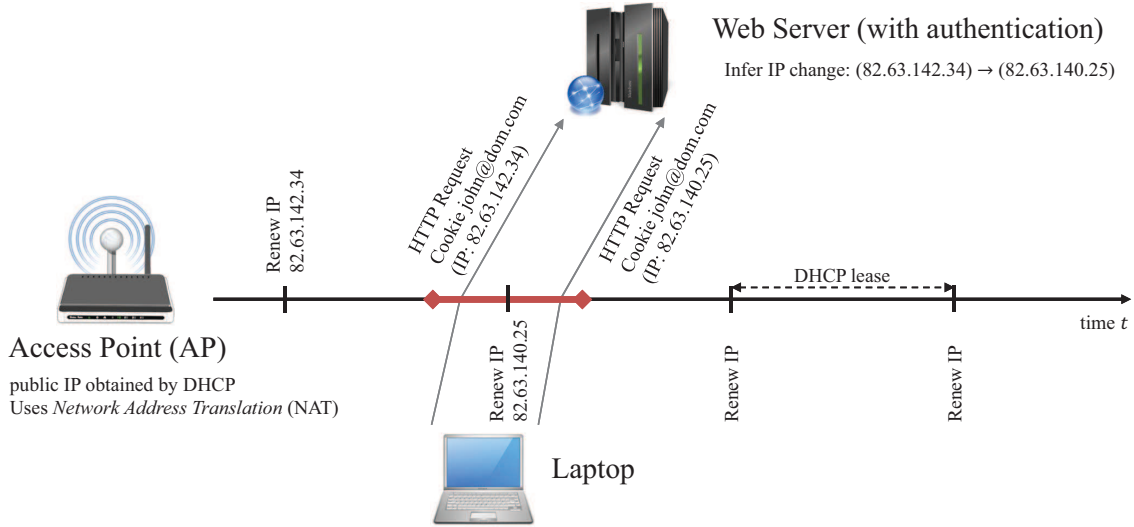 Web Server (with authentication)
Infer IP change: (82.63.142.34) → (82.63.140.25)
HTTP Request
Cookie john@dom.com
(IP: 82.63.142.34)
HTTP Request
Cookie john@dom.com
(IP: 82.63.140.25)
Renew IP
82.63.142.34
DHCP lease
time t
Access Point (AP)
public IP obtained by DHCP
Uses Network Address Translation (NAT)
Renew IP
82.63.140.25
Renew IP
Renew IP
Laptop